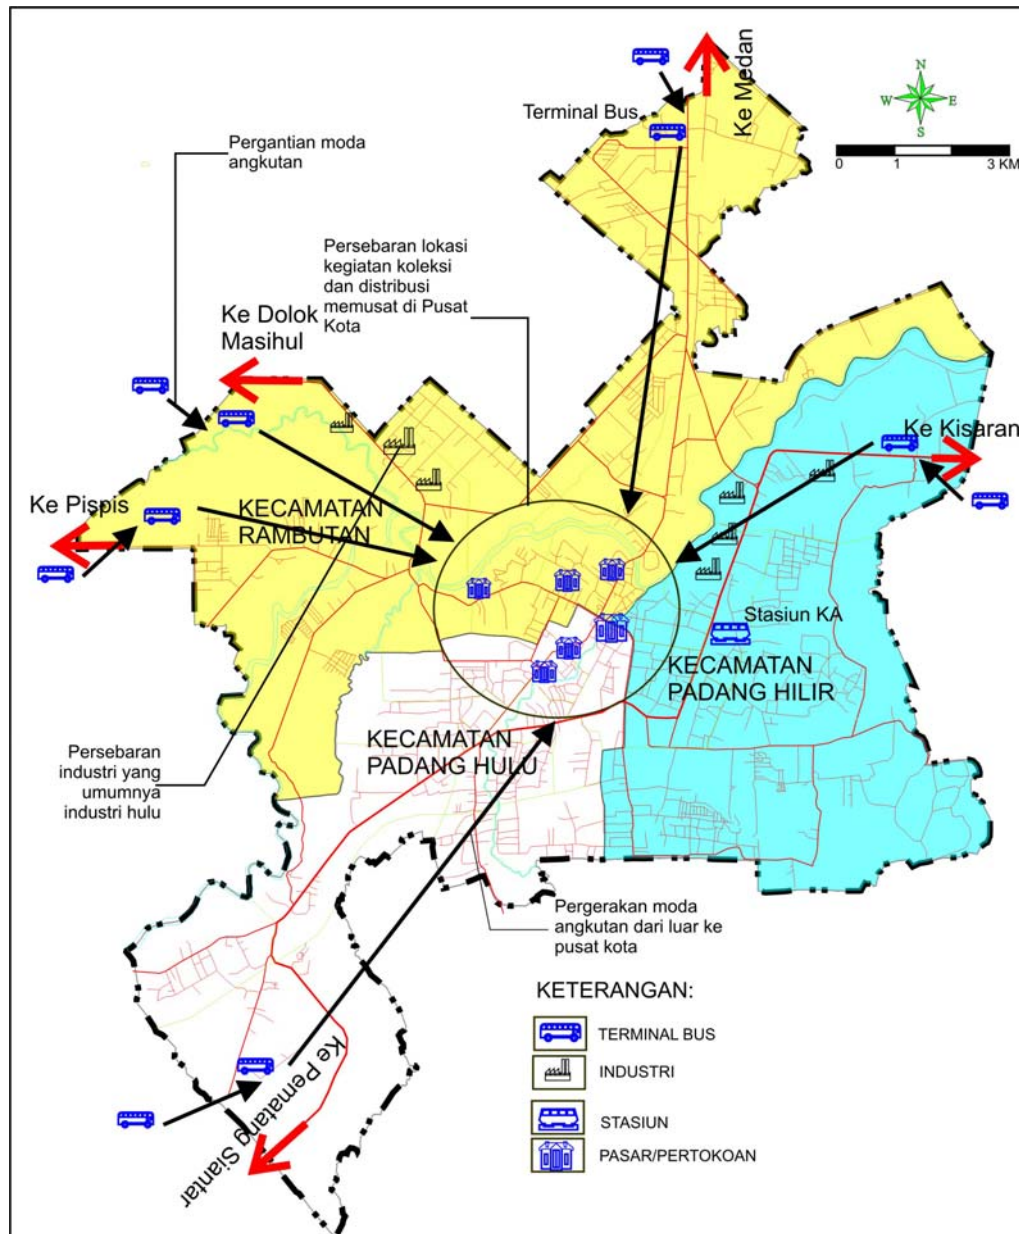 Ke Medan
Terminal Bus
N
W
E
S
0 1 3 KM
Pergantian moda
angkutan
Persebaran lokasi
kegiatan koleksi
dan distribusi
memusat di Pusat
Kota
Ke Dolok
Masihul
Ke Kisaran
Ke Pispis
KECAMATAN
RAMBUTAN
Stasiun KA
KECAMATAN
PADANG HILIR
KECAMATAN
PADANG HULU
Persebaran
industri yang
umumnya
industri hulu
Pergerakan moda
angkutan dari luar ke
pusat kota
Ke Pematang Siantar
KETERANGAN:
TERMINAL BUS
INDUSTRI
STASIUN
PASAR/PERTOKOAN